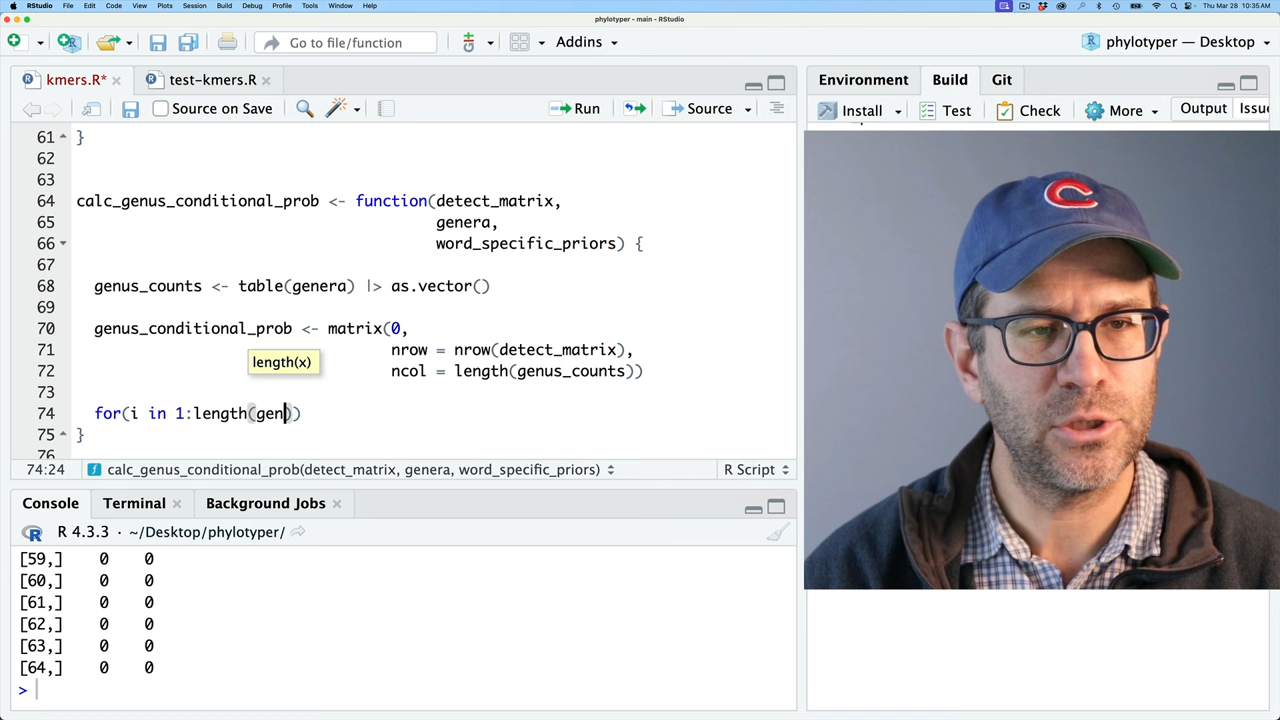 RStudio File Edit Code View Plots Session Build Debug Profile Tools Window Help
Thu Mar 28 10:35 AM
phylotyper - main - RStudio
Go to file/function
Addins
phylotyper — Desktop
kmers.R*
test-kmers.R
Environment
Build
Git
Source on Save
Run
Source
Install
Test
Check
More
Output
Issu
61 }
62
63
64 calc_genus_conditional_prob <- function(detect_matrix,
65 genera,
66 word_specific_priors) {
67
68 genus_counts <- table(genera) |> as.vector()
69
70 genus_conditional_prob <- matrix(0,
71 nrow = nrow(detect_matrix),
length(x)
72 ncol = length(genus_counts))
73
74 for(i in 1:length(gen))
75 }
76
74:24
calc_genus_conditional_prob(detect_matrix, genera, word_specific_priors)
R Script
Console
Terminal
Background Jobs
R 4.3.3 · ~/Desktop/phylotyper/
[59,] 0 0
[60,] 0 0
[61,] 0 0
[62,] 0 0
[63,] 0 0
[64,] 0 0
>
C